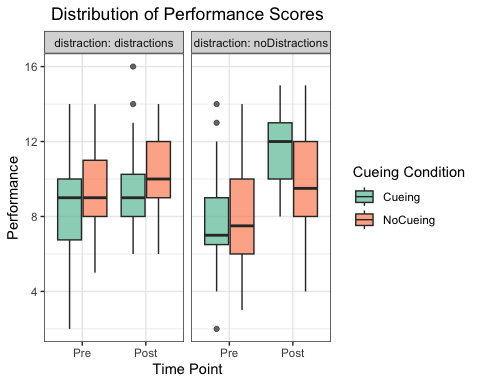 Distribution of Performance Scores
distraction: distractions
distraction: noDistractions
16
12
8
4
Performance
Pre
Post
Pre
Post
Time Point
Cueing Condition
Cueing
NoCueing